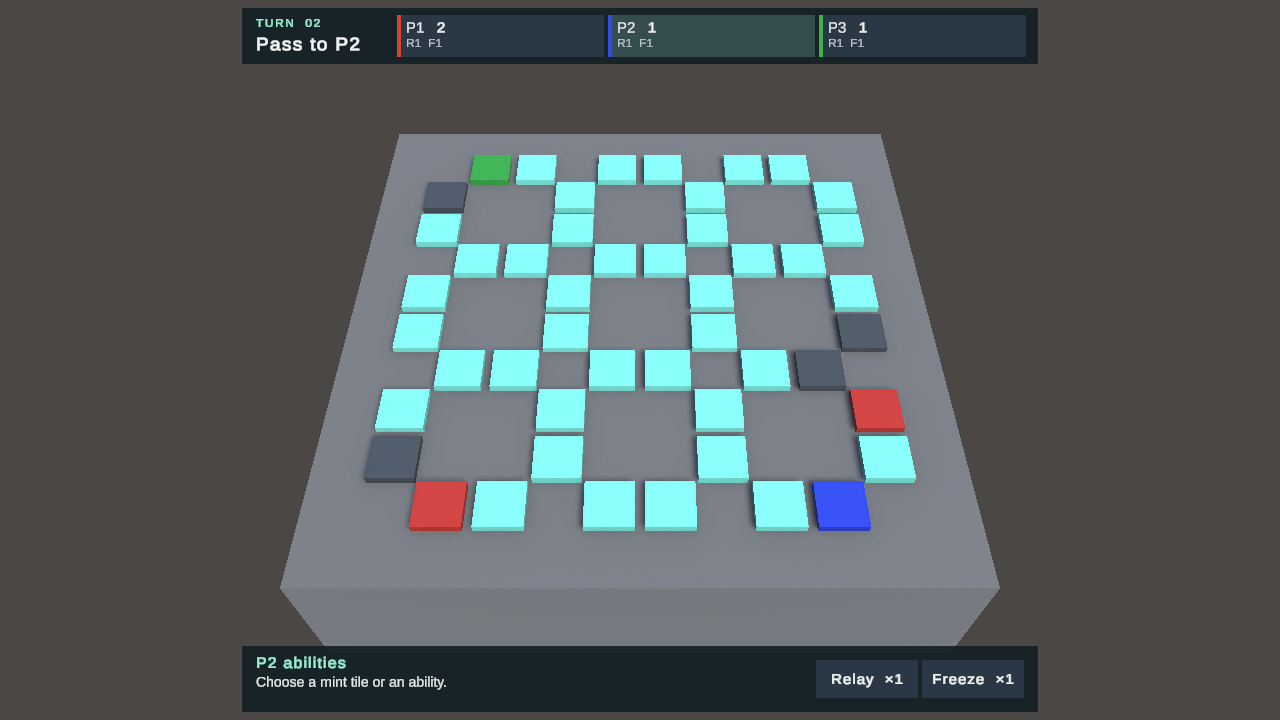 TURN 02
Pass to P2
P1 2
R1 F1
P2 1
R1 F1
P3 1
R1 F1
P2 abilities
Choose a mint tile or an ability.
Relay ×1
Freeze ×1